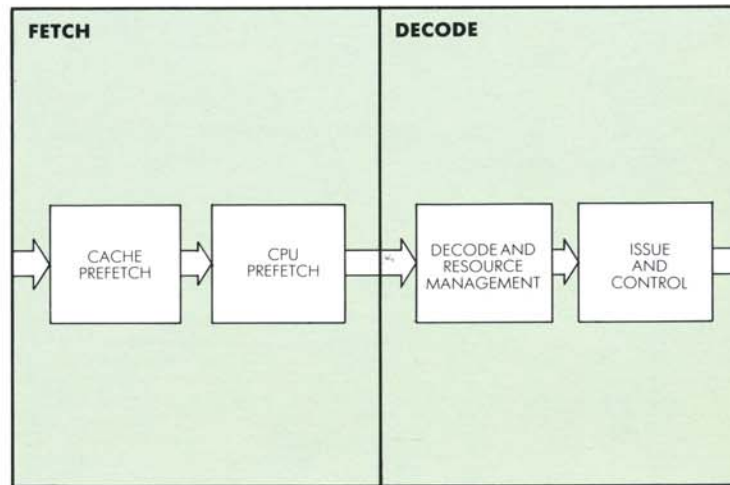 FETCH
DECODE
CACHE
PREFETCH
CPU
PREFETCH
DECODE AND
RESOURCE
MANAGEMENT
ISSUE
AND
CONTROL